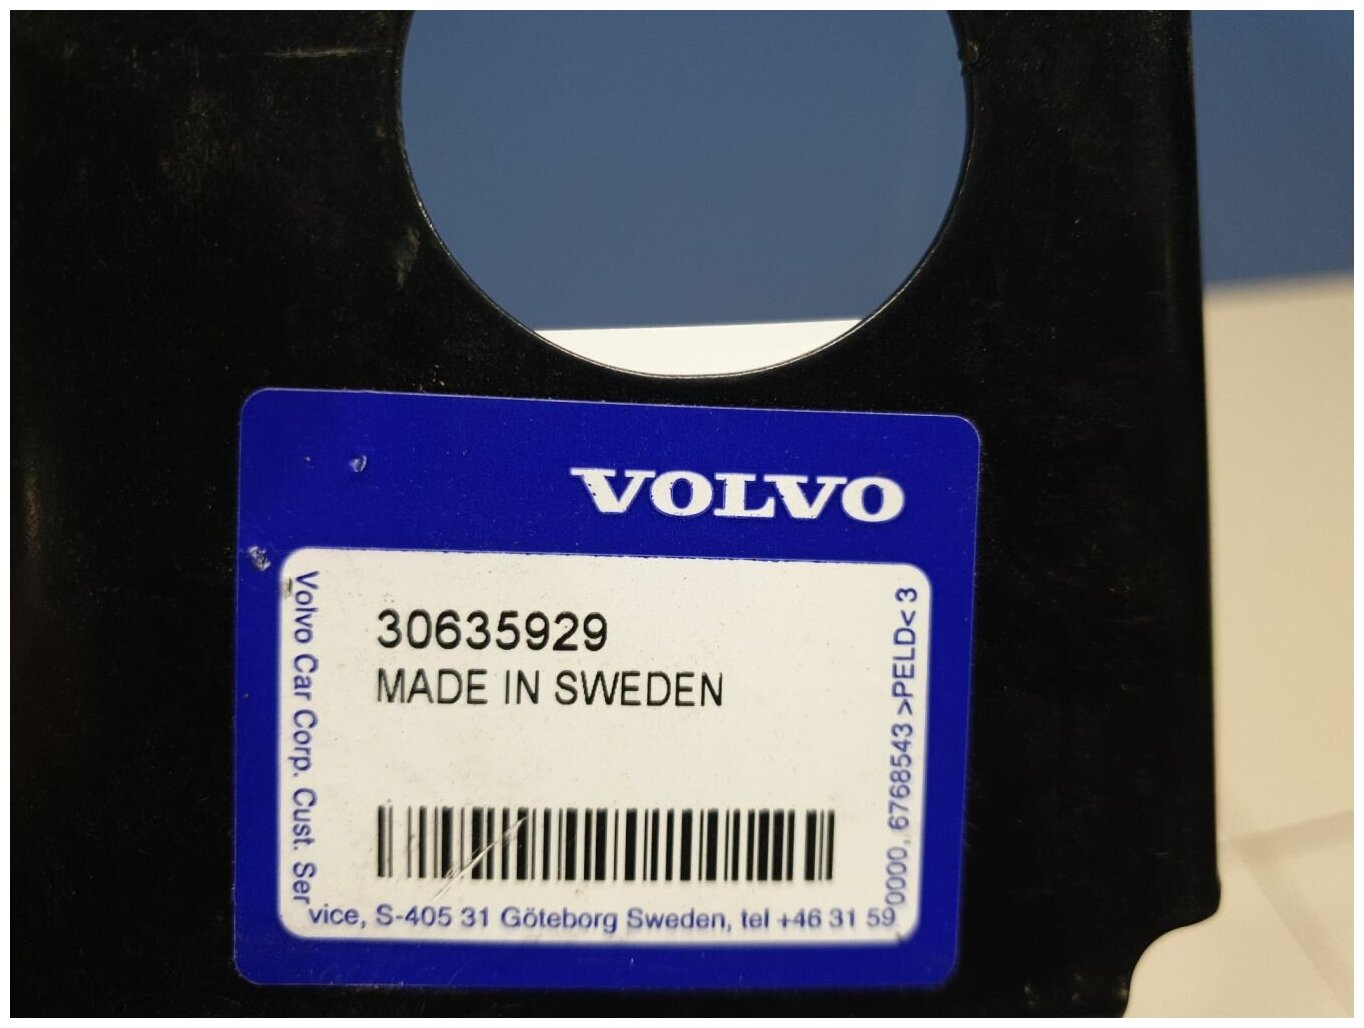 VOLVO
30635929
MADE IN SWEDEN
Volvo Car Corp. Cust. Ser
vice, S-405 31 Göteborg Sweden, tel +46 31 59
0000, 6768543 >PELD< 3